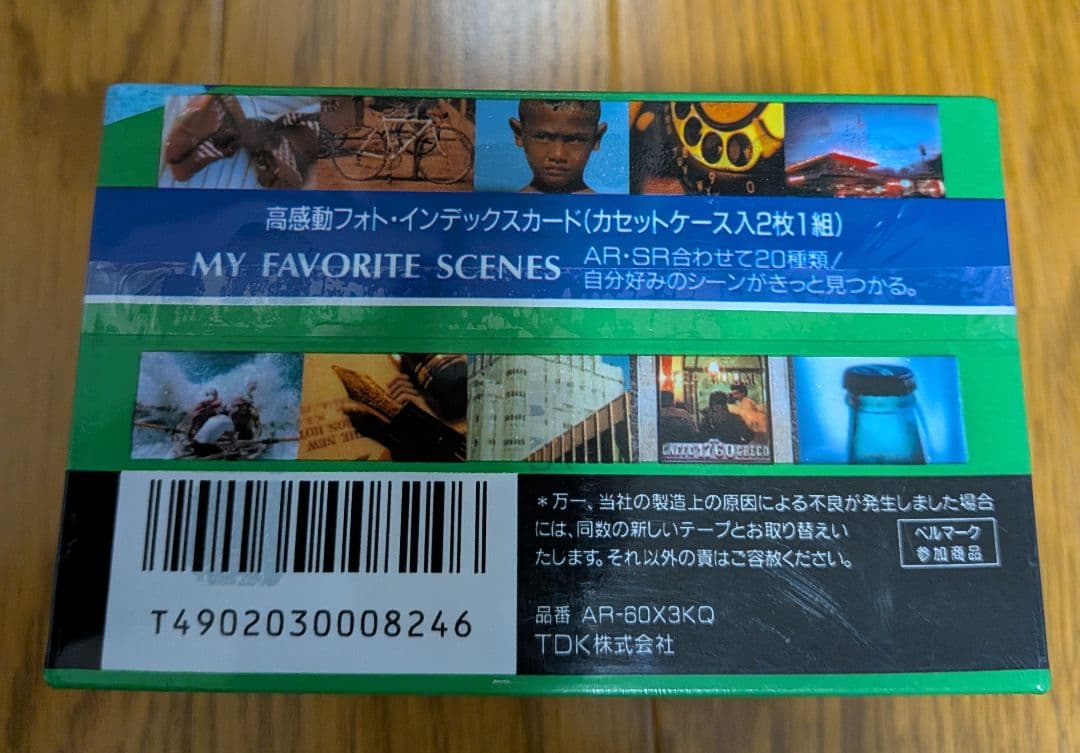 高感動フォト・インデックスカード(カセットケース入2枚1組)
MY FAVORITE SCENES
AR・SR合わせて20種類!
自分好みのシーンがきっと見つかる。
CAFFE 1760 GRECO
T4902030008246
*万一、当社の製造上の原因による不良が発生しました場合
には、同数の新しいテープとお取り替えい
たします。それ以外の責はご容赦ください。
ベルマーク
参加商品
品番 AR-60X3KQ
TDK株式会社